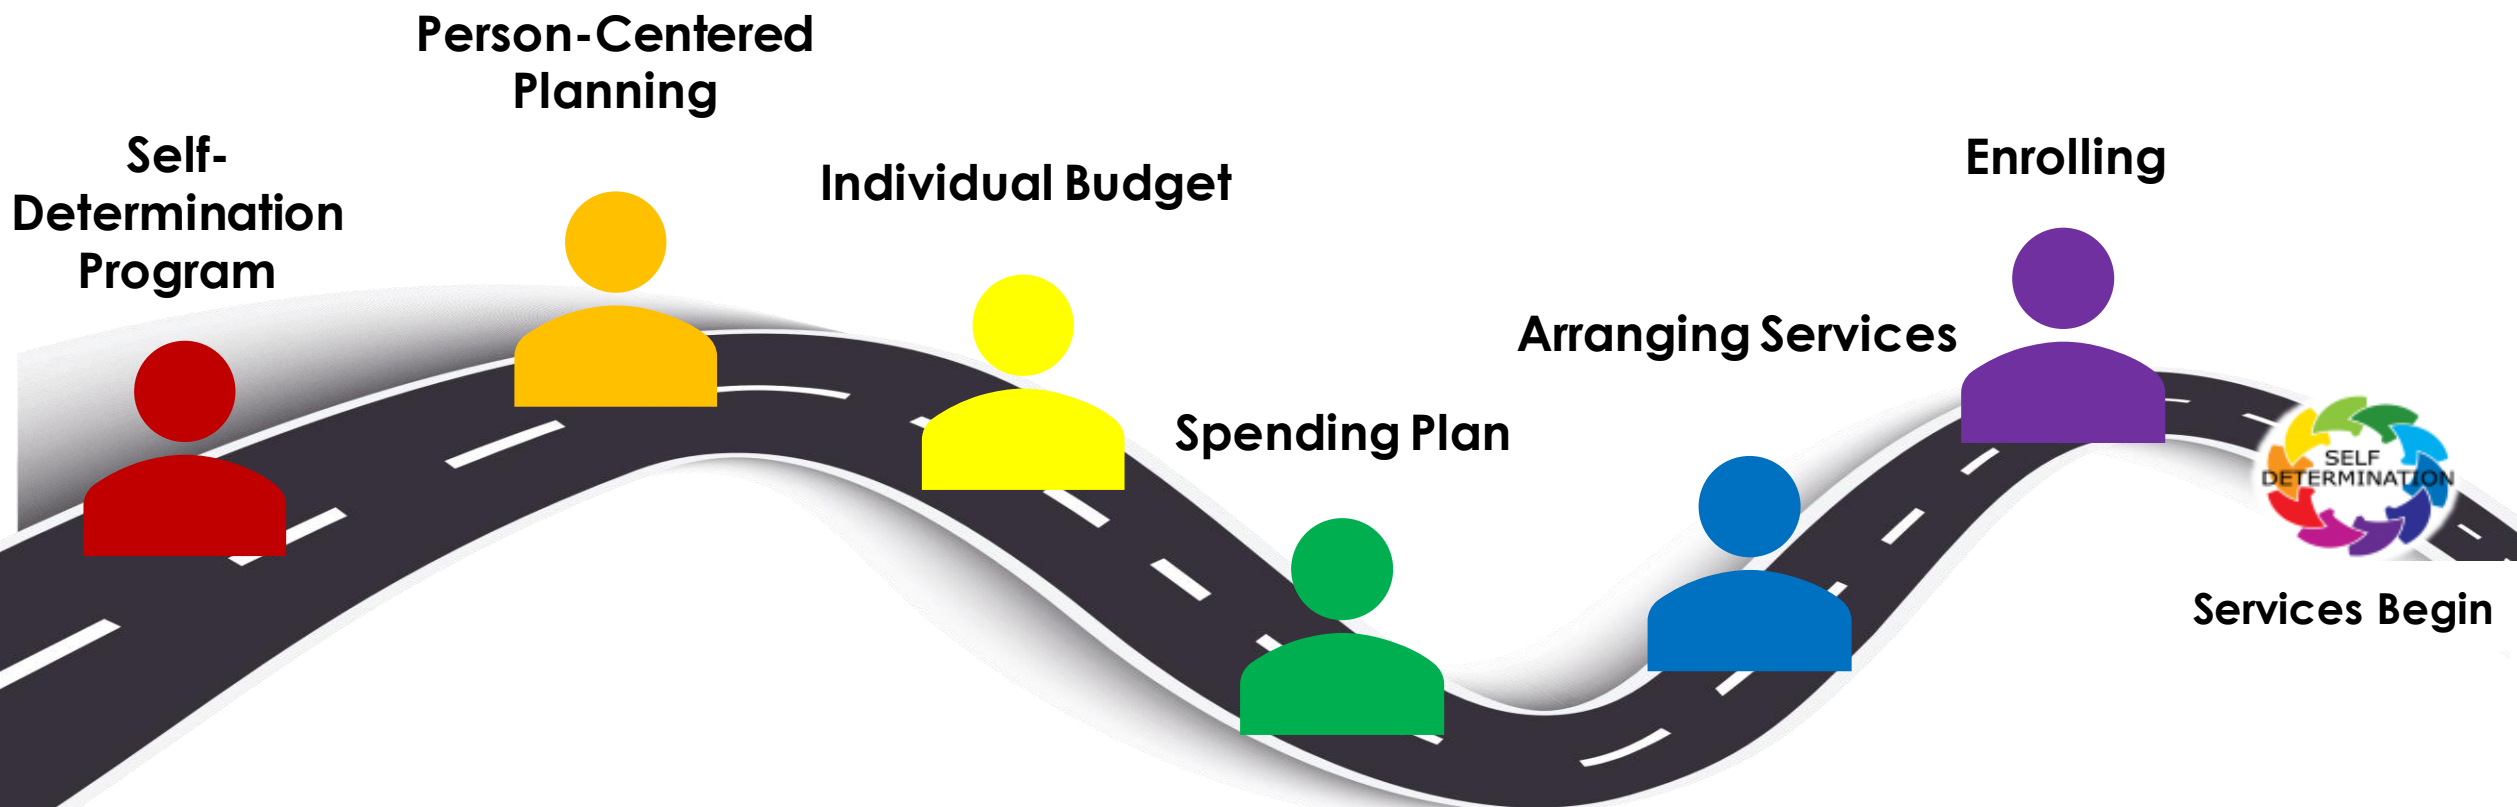 Self-
Determination
Program
Person-Centered
Planning
Individual Budget
Spending Plan
Arranging Services
Enrolling
SELF
DETERMINATION
Services Begin